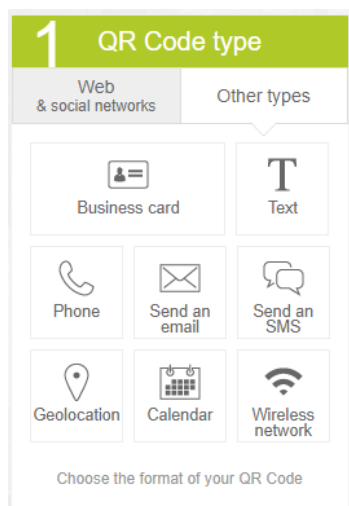 1 QR Code type
Web
& social networks
Other types
Business card
T
Text
Phone
Send an
email
Send an
SMS
Geolocation
Calendar
Wireless
network
Choose the format of your QR Code